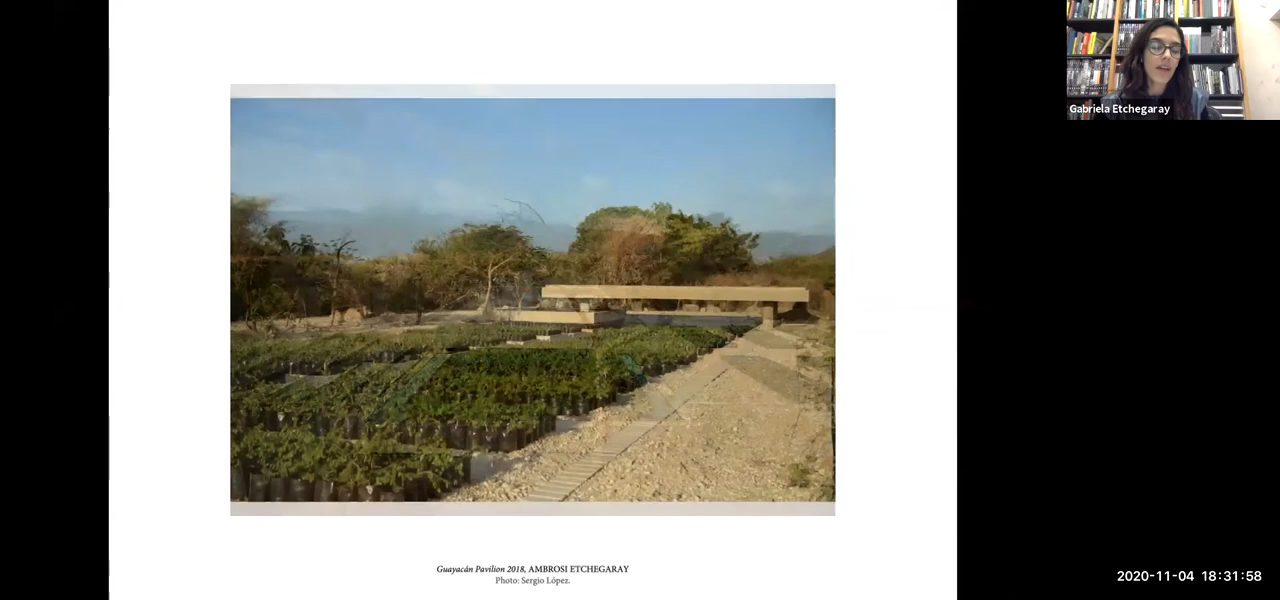 Gabriela Etchegaray
Guayacán Pavilion 2018, AMBROSI ETCHEGARAY
Photo: Sergio López.
2020-11-04 18:31:58